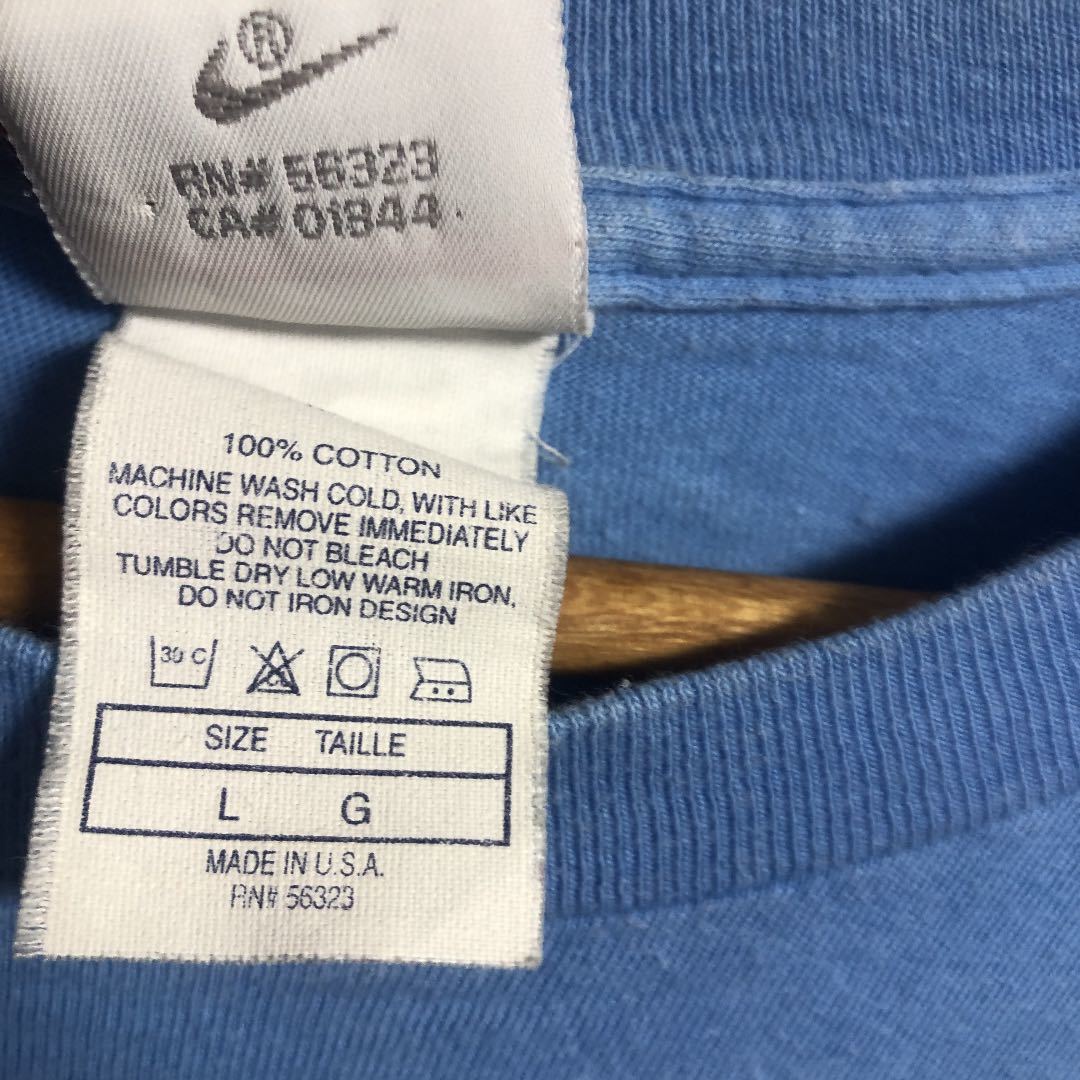 ®
RN# 56323
CA# 01844
100% COTTON
MACHINE WASH COLD, WITH LIKE
COLORS REMOVE IMMEDIATELY
DO NOT BLEACH
TUMBLE DRY LOW WARM IRON,
DO NOT IRON DESIGN
30 C
SIZE TAILLE
L G
MADE IN U.S.A.
RN# 56323